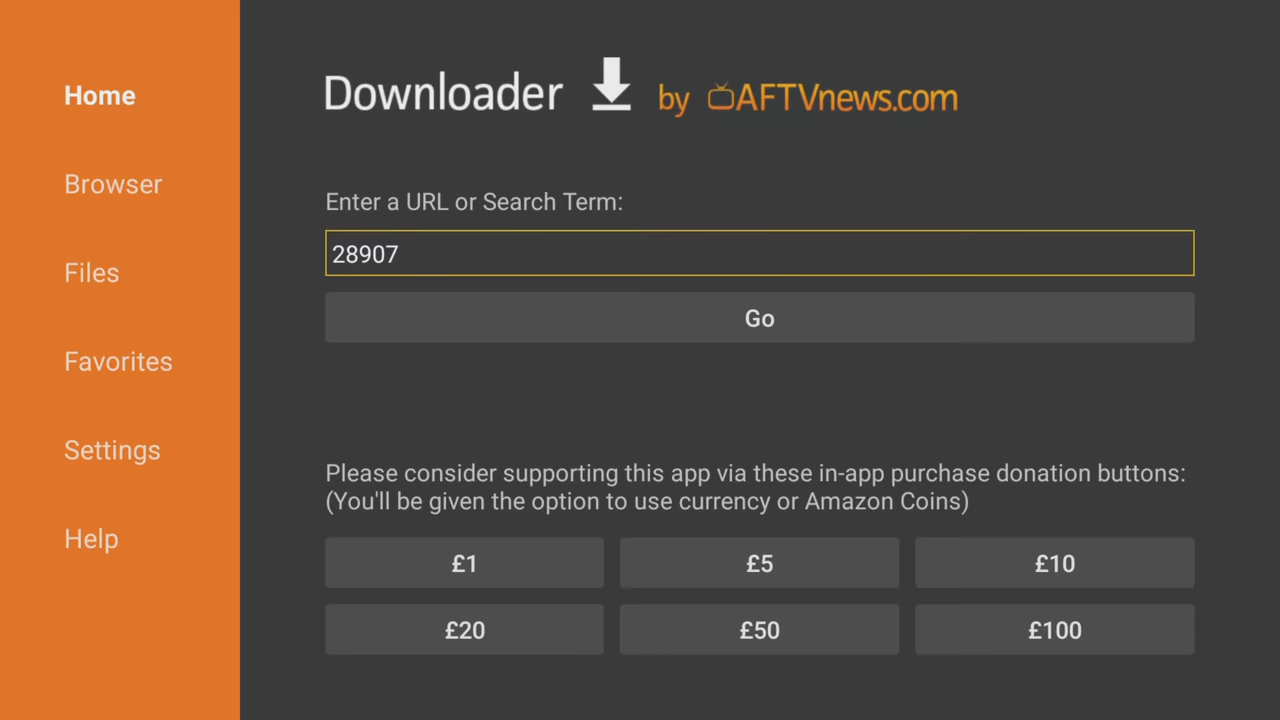 Home
Browser
Files
Favorites
Settings
Help
Downloader by AFTVnews.com
Enter a URL or Search Term:
28907
Go
Please consider supporting this app via these in-app purchase donation buttons:
(You'll be given the option to use currency or Amazon Coins)
£1 £5 £10
£20 £50 £100